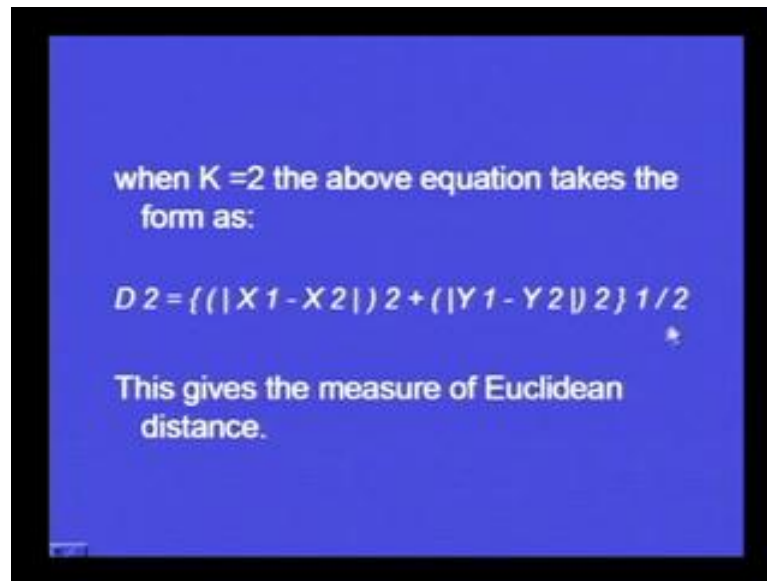 when K =2 the above equation takes the
form as:
D 2 = { ( | X 1 - X 2 | ) 2 + ( |Y 1 - Y 2 |) 2 } 1 / 2
This gives the measure of Euclidean
distance.